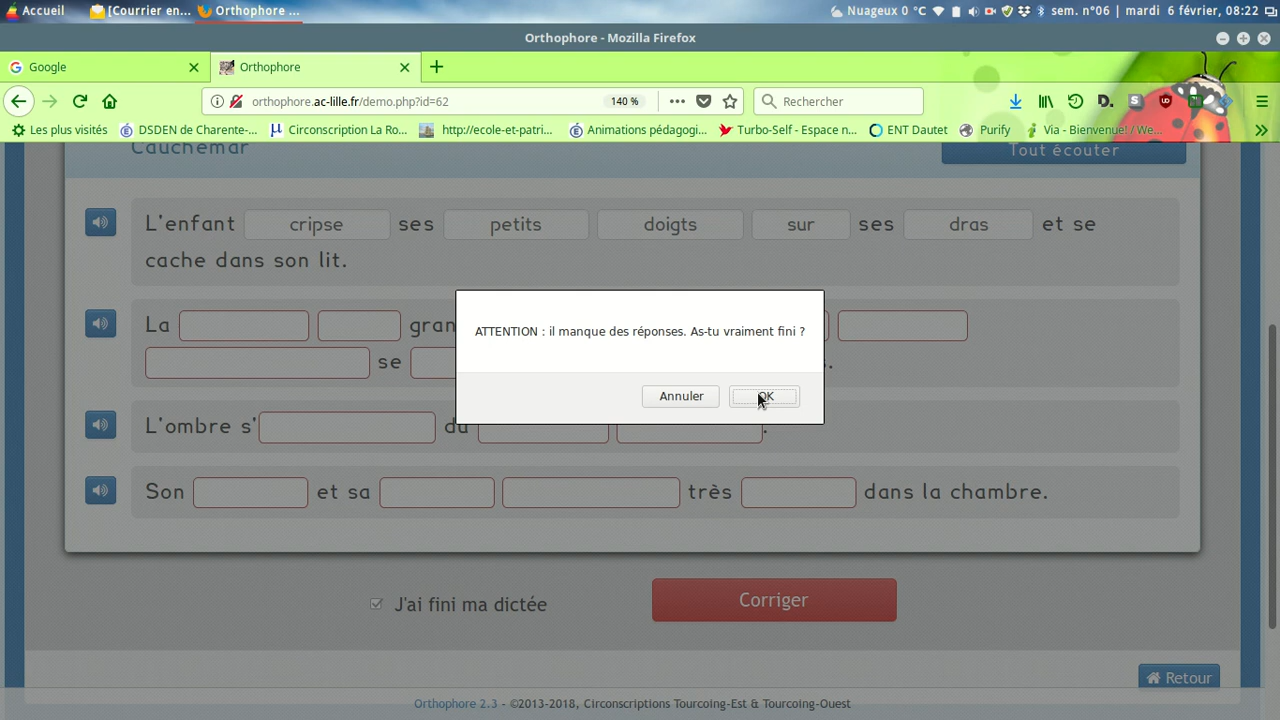 Accueil [Courrier en... Orthophore ... Nuageux 0 °C sem. n°06 | mardi 6 février, 08:22
Orthophore - Mozilla Firefox
Google Orthophore
orthophore.ac-lille.fr/demo.php?id=62 140 % Rechercher
Les plus visités DSDEN de Charente-... Circonscription La Ro... http://ecole-et-patri... Animations pédagogi... Turbo-Self - Espace n... ENT Dautet Purify Via - Bienvenue! / We...
Cauchemar Tout écouter
L'enfant cripse ses petits doigts sur ses dras et se
cache dans son lit.
La gran
se s.
ATTENTION : il manque des réponses. As-tu vraiment fini ?
Annuler OK
L'ombre s' du .
Son et sa très dans la chambre.
J'ai fini ma dictée Corriger
Retour
Orthophore 2.3 - ©2013-2018, Circonscriptions Tourcoing-Est & Tourcoing-Ouest